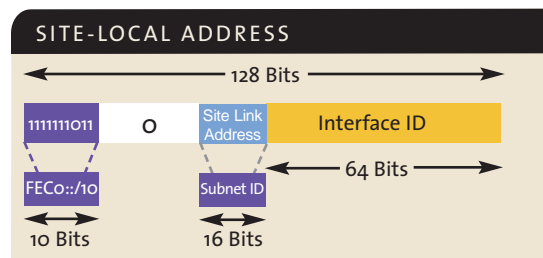 SITE-LOCAL ADDRESS
128 Bits
1111111011
0
Site Link
Address
Interface ID
64 Bits
FEC0::/10
Subnet ID
10 Bits
16 Bits